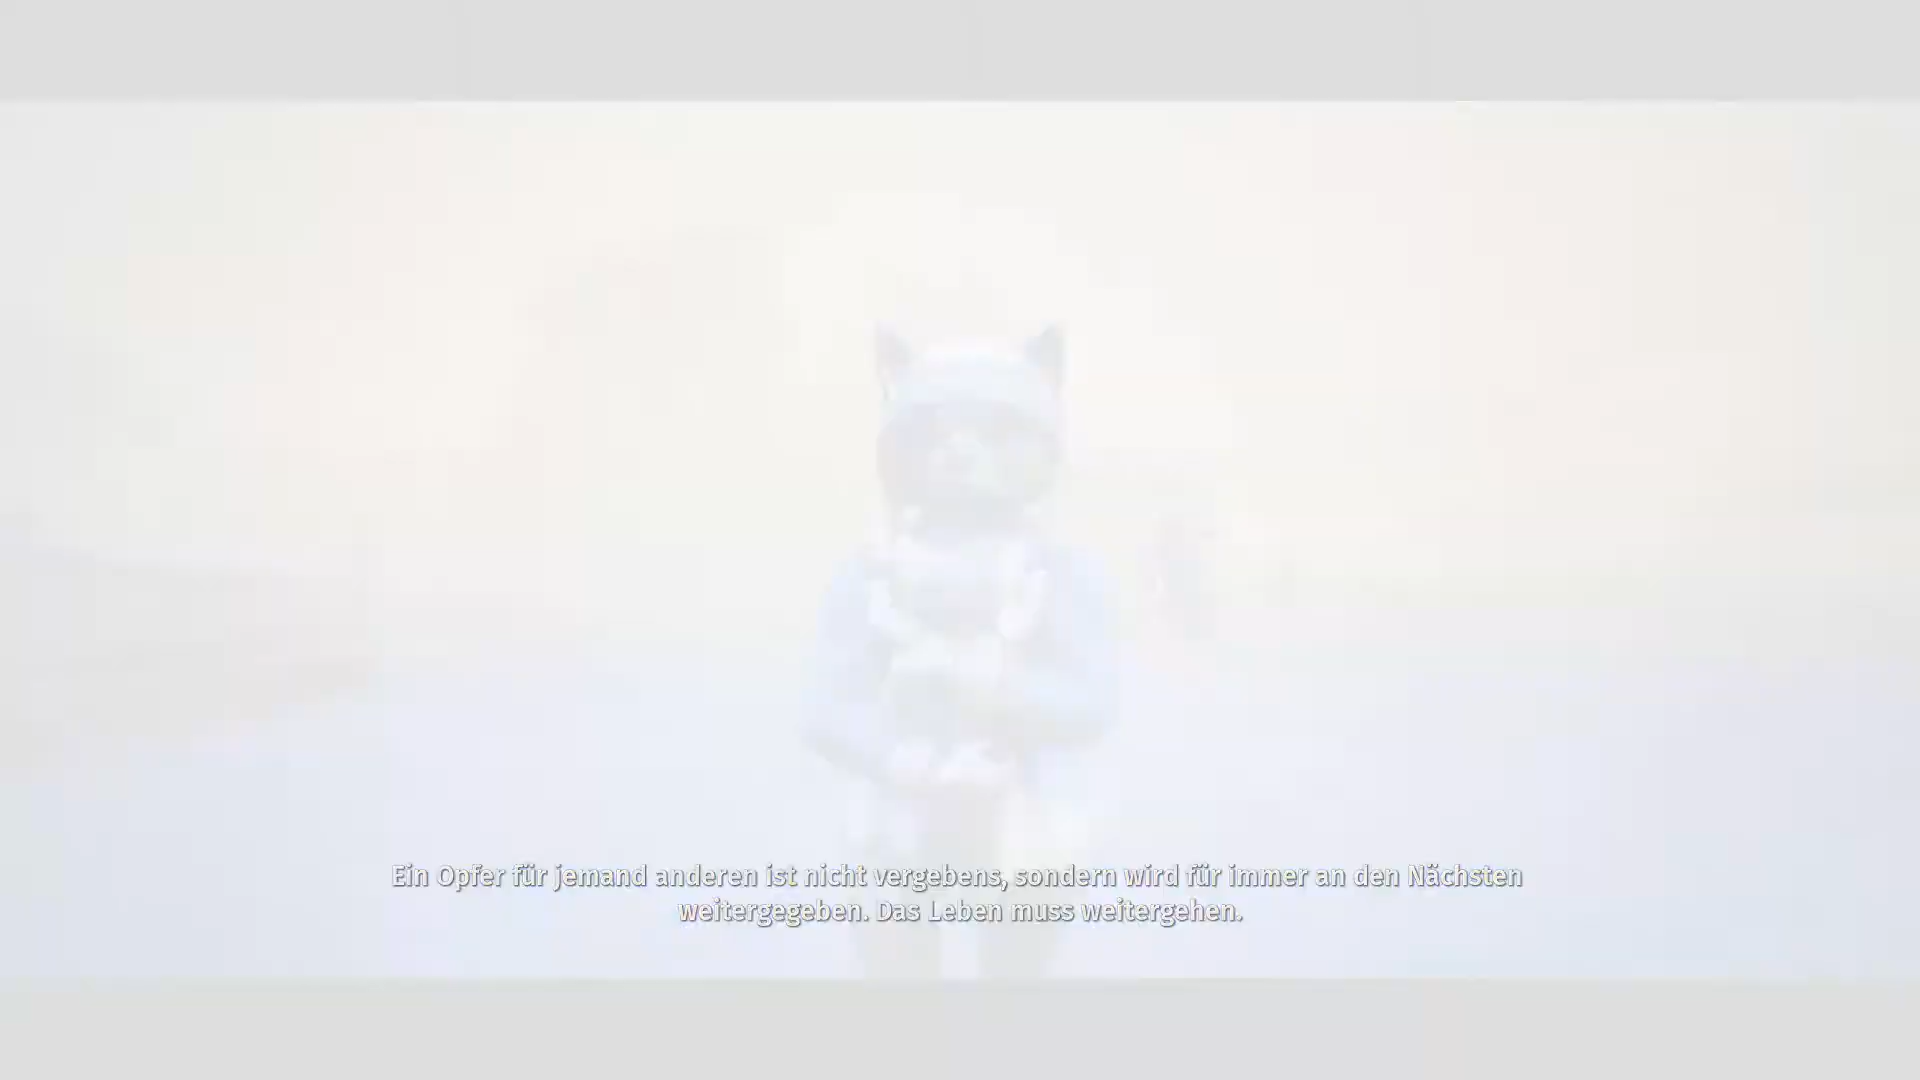 Ein Opfer für jemand anderen ist nicht vergebens, sondern wird für immer an den Nächsten
weitergegeben. Das Leben muss weitergehen.